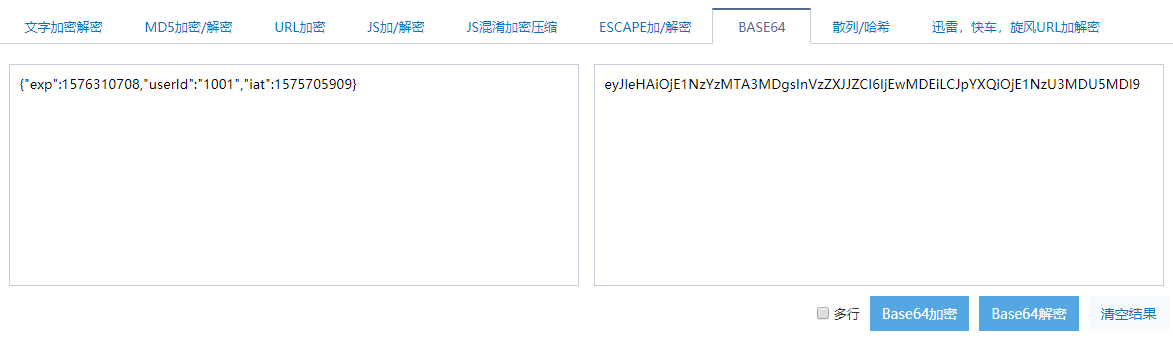 文字加密解密 MD5加密/解密 URL加密 JS加/解密 JS混淆加密压缩 ESCAPE加/解密 BASE64 散列/哈希 迅雷，快车，旋风URL加解密
{"exp":1576310708,"userId":"1001","iat":1575705909} eyJleHAiOjE1NzYzMTA3MDgsInVzZXJJZCI6IjEwMDEiLCJpYXQiOjE1NzU3MDU5MDl9
多行 Base64加密 Base64解密 清空结果